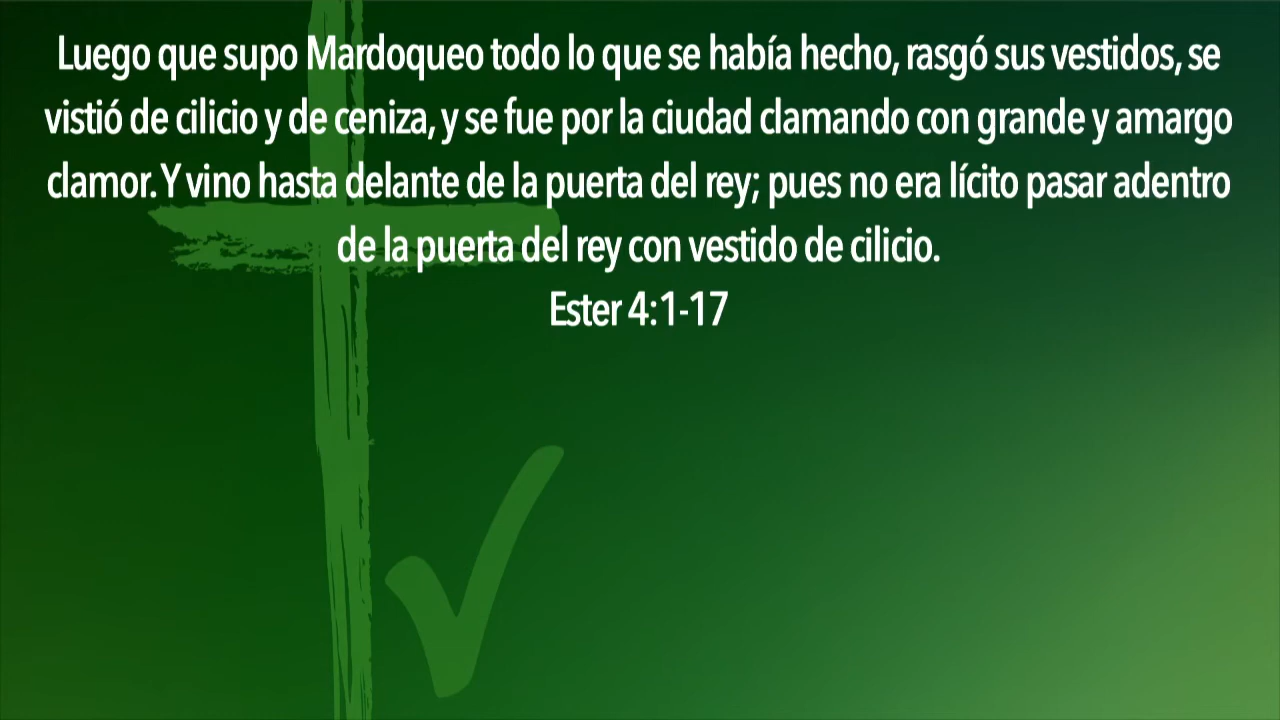 Luego que supo Mardoqueo todo lo que se había hecho, rasgó sus vestidos, se
vistió de cilicio y de ceniza, y se fue por la ciudad clamando con grande y amargo
clamor. Y vino hasta delante de la puerta del rey; pues no era lícito pasar adentro
de la puerta del rey con vestido de cilicio.
Ester 4:1-17